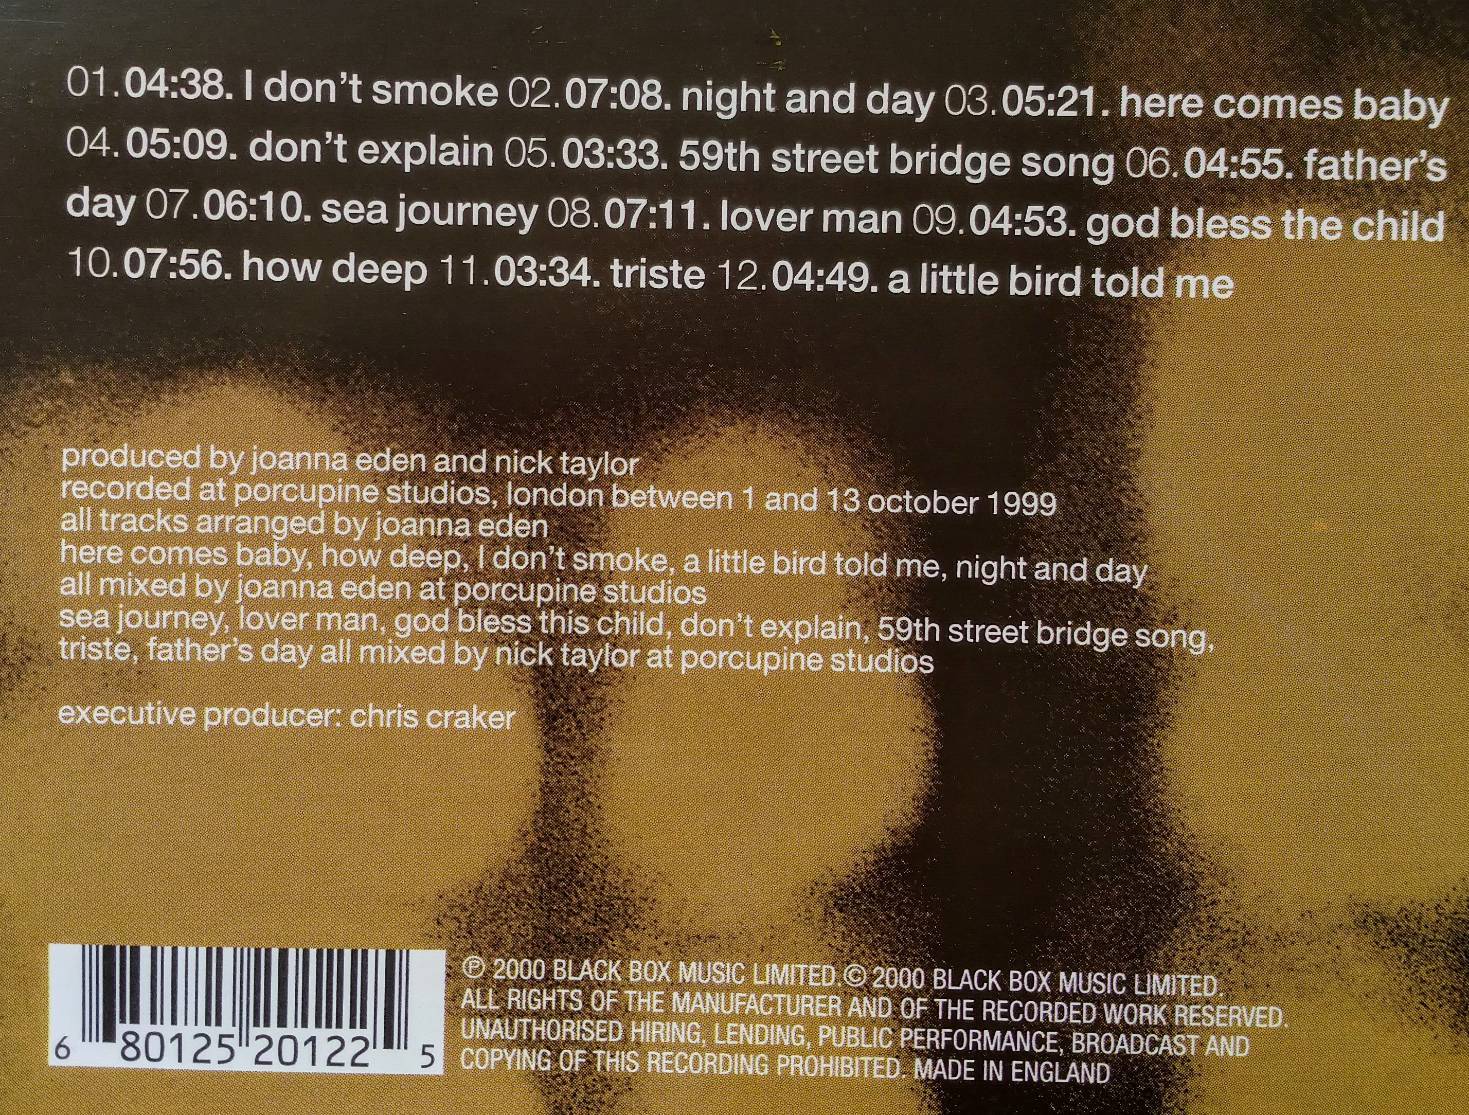 01.04:38. I don't smoke 02.07:08. night and day 03.05:21. here comes baby
04.05:09. don't explain 05.03:33. 59th street bridge song 06.04:55. father's
day 07.06:10. sea journey 08.07:11. lover man 09.04:53. god bless the child
10.07:56. how deep 11.03:34. triste 12.04:49. a little bird told me
produced by joanna eden and nick taylor
recorded at porcupine studios, london between 1 and 13 october 1999
all tracks arranged by joanna eden
here comes baby, how deep, I don't smoke, a little bird told me, night and day
all mixed by joanna eden at porcupine studios
sea journey, lover man, god bless this child, don't explain, 59th street bridge song,
triste, father's day all mixed by nick taylor at porcupine studios
executive producer: chris craker
6 80125 20122 5
℗ 2000 BLACK BOX MUSIC LIMITED.© 2000 BLACK BOX MUSIC LIMITED.
ALL RIGHTS OF THE MANUFACTURER AND OF THE RECORDED WORK RESERVED.
UNAUTHORISED HIRING, LENDING, PUBLIC PERFORMANCE, BROADCAST AND
COPYING OF THIS RECORDING PROHIBITED. MADE IN ENGLAND